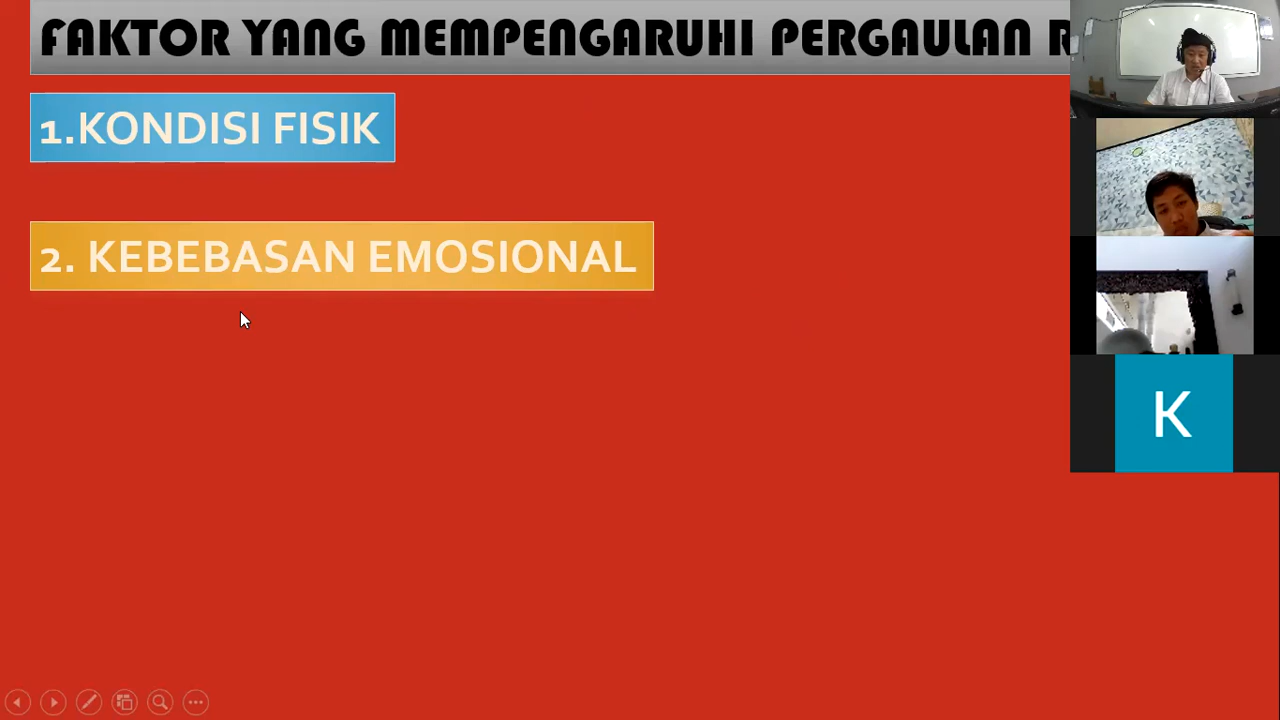 FAKTOR YANG MEMPENGARUHI PERGAULAN R
1.KONDISI FISIK
2. KEBEBASAN EMOSIONAL
K